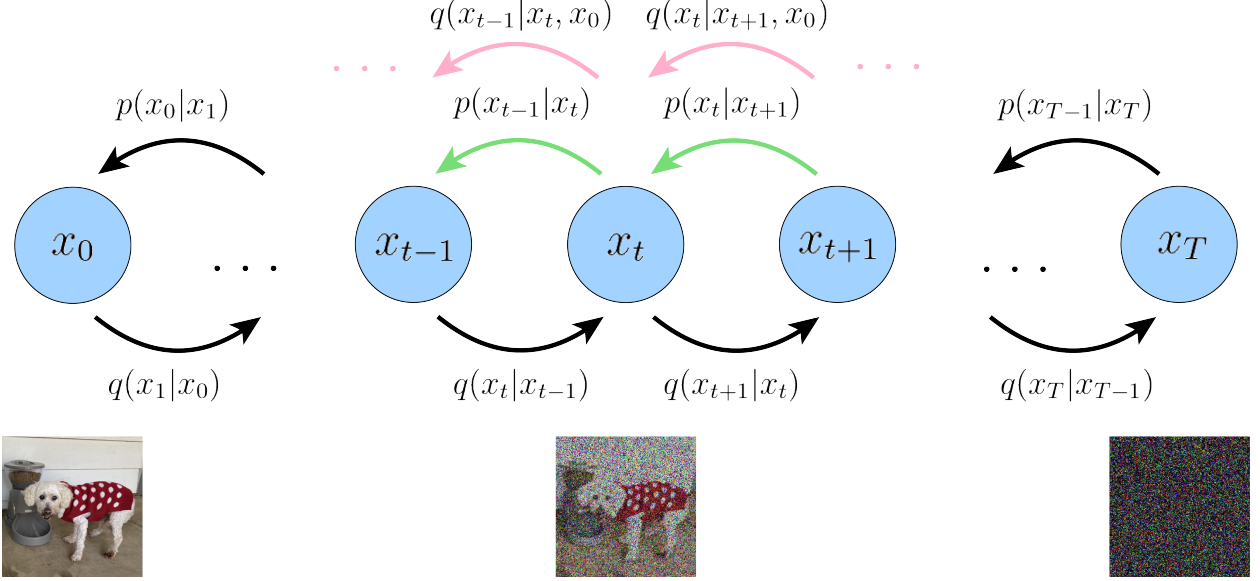 q(x_{t−1}|x_t, x_0) q(x_t|x_{t+1}, x_0)
. . . . . .
p(x_0|x_1) p(x_{t−1}|x_t) p(x_t|x_{t+1}) p(x_{T−1}|x_T)
x_0 . . . x_{t−1} x_t x_{t+1} . . . x_T
q(x_1|x_0) q(x_t|x_{t−1}) q(x_{t+1}|x_t) q(x_T|x_{T−1})